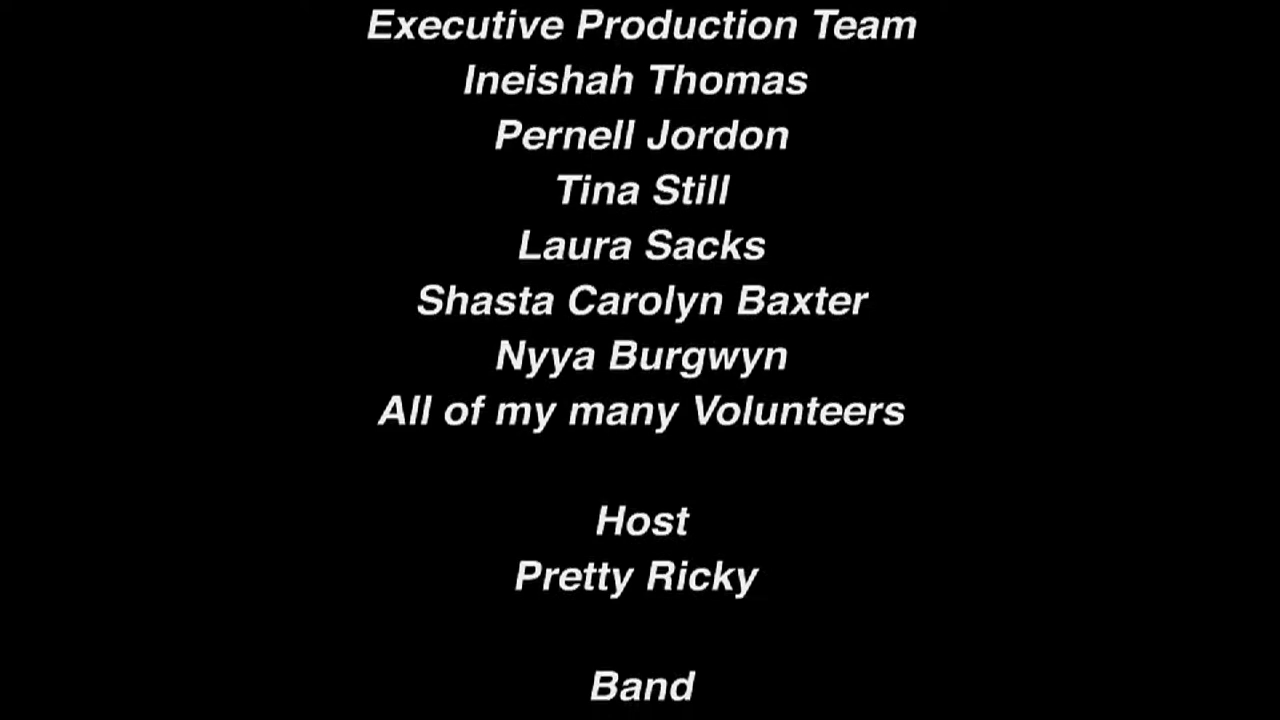 Executive Production Team
Ineishah Thomas
Pernell Jordon
Tina Still
Laura Sacks
Shasta Carolyn Baxter
Nyya Burgwyn
All of my many Volunteers
Host
Pretty Ricky
Band